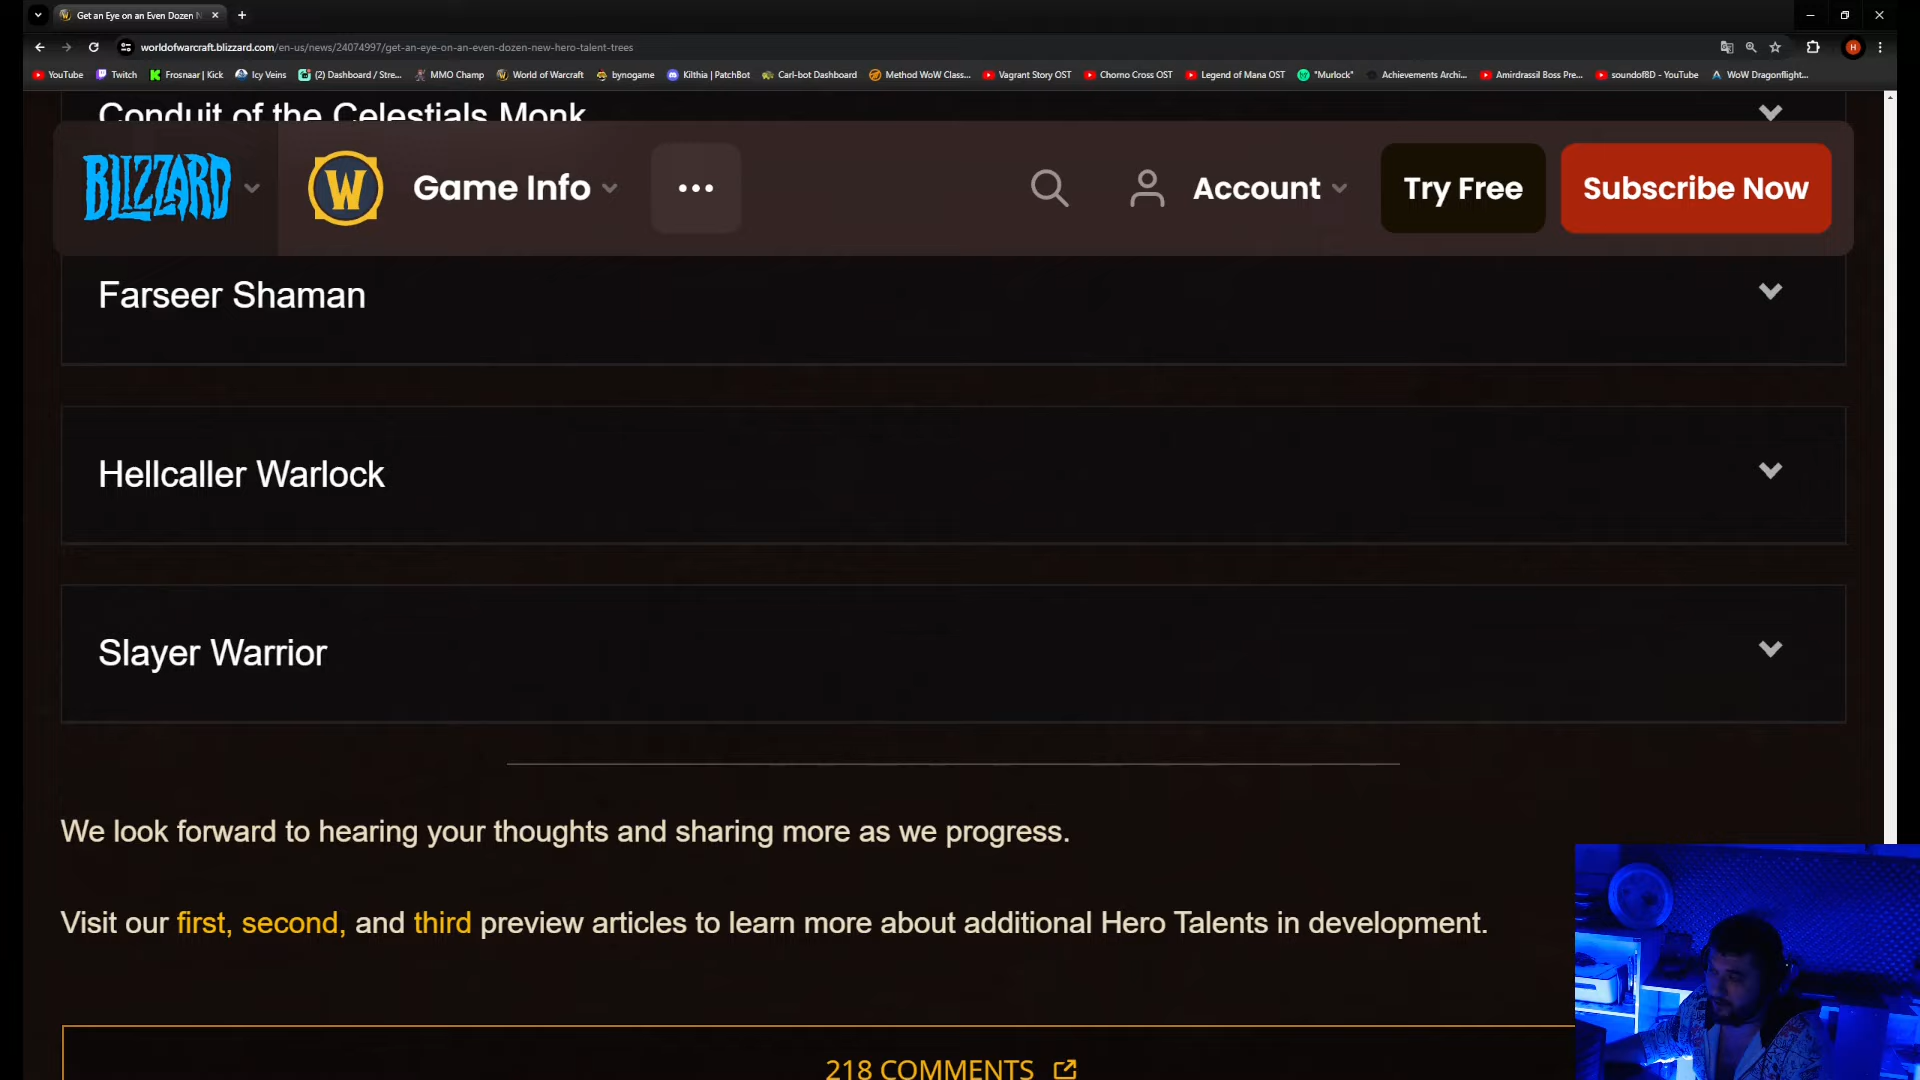 Get an Eye on an Even Dozen N
worldofwarcraft.blizzard.com/en-us/news/24074997/get-an-eye-on-an-even-dozen-new-hero-talent-trees
H
YouTube Twitch Frosnaar | Kick Icy Veins (2) Dashboard / Stre... MMO Champ World of Warcraft bynogame Kilthia | PatchBot Carl-bot Dashboard Method WoW Clas... Vagrant Story OST Chorno Cross OST Legend of Mana OST "Murlock" Achievements Archi... Amirdrassil Boss Pre... soundofBD - YouTube WoW Dragonflight...
Conduit of the Celestials Monk
BLIZZARD W Game Info ••• Account Try Free Subscribe Now
Farseer Shaman
Hellcaller Warlock
Slayer Warrior
We look forward to hearing your thoughts and sharing more as we progress.
Visit our first, second, and third preview articles to learn more about additional Hero Talents in development.
218 COMMENTS